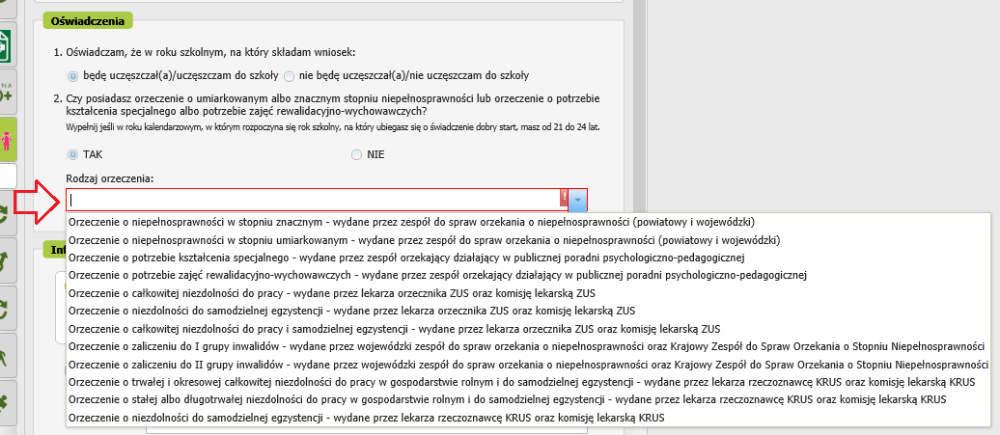 Oświadczenia
1. Oświadczam, że w roku szkolnym, na który składam wniosek:
będę uczęszczał(a)/uczęszczam do szkoły nie będę uczęszczał(a)/nie uczęszczam do szkoły
2. Czy posiadasz orzeczenie o umiarkowanym albo znacznym stopniu niepełnosprawności lub orzeczenie o potrzebie
kształcenia specjalnego albo potrzebie zajęć rewalidacyjno-wychowawczych?
Wypełnij jeśli w roku kalendarzowym, w którym rozpoczyna się rok szkolny, na który ubiegasz się o świadczenie dobry start, masz od 21 do 24 lat.
TAK NIE
Rodzaj orzeczenia:
Orzeczenie o niepełnosprawności w stopniu znacznym - wydane przez zespół do spraw orzekania o niepełnosprawności (powiatowy i wojewódzki)
Orzeczenie o niepełnosprawności w stopniu umiarkowanym - wydane przez zespół do spraw orzekania o niepełnosprawności (powiatowy i wojewódzki)
Orzeczenie o potrzebie kształcenia specjalnego - wydane przez zespół orzekający działający w publicznej poradni psychologiczno-pedagogicznej
Orzeczenie o potrzebie zajęć rewalidacyjno-wychowawczych - wydane przez zespół orzekający działający w publicznej poradni psychologiczno-pedagogicznej
Orzeczenie o całkowitej niezdolności do pracy - wydane przez lekarza orzecznika ZUS oraz komisję lekarską ZUS
Orzeczenie o niezdolności do samodzielnej egzystencji - wydane przez lekarza orzecznika ZUS oraz komisję lekarską ZUS
Orzeczenie o całkowitej niezdolności do pracy i samodzielnej egzystencji - wydane przez lekarza orzecznika ZUS oraz komisję lekarską ZUS
Orzeczenie o zaliczeniu do I grupy inwalidów - wydane przez wojewódzki zespół do spraw orzekania o niepełnosprawności oraz Krajowy Zespół do Spraw Orzekania o Stopniu Niepełnosprawności
Orzeczenie o zaliczeniu do II grupy inwalidów - wydane przez wojewódzki zespół do spraw orzekania o niepełnosprawności oraz Krajowy Zespół do Spraw Orzekania o Stopniu Niepełnosprawności
Orzeczenie o trwałej i okresowej całkowitej niezdolności do pracy w gospodarstwie rolnym i do samodzielnej egzystencji - wydane przez lekarza rzeczoznawcę KRUS oraz komisję lekarską KRUS
Orzeczenie o stałej albo długotrwałej niezdolności do pracy w gospodarstwie rolnym i do samodzielnej egzystencji - wydane przez lekarza rzeczoznawcę KRUS oraz komisję lekarską KRUS
Orzeczenie o niezdolności do samodzielnej egzystencji - wydane przez lekarza rzeczoznawcę KRUS oraz komisję lekarską KRUS